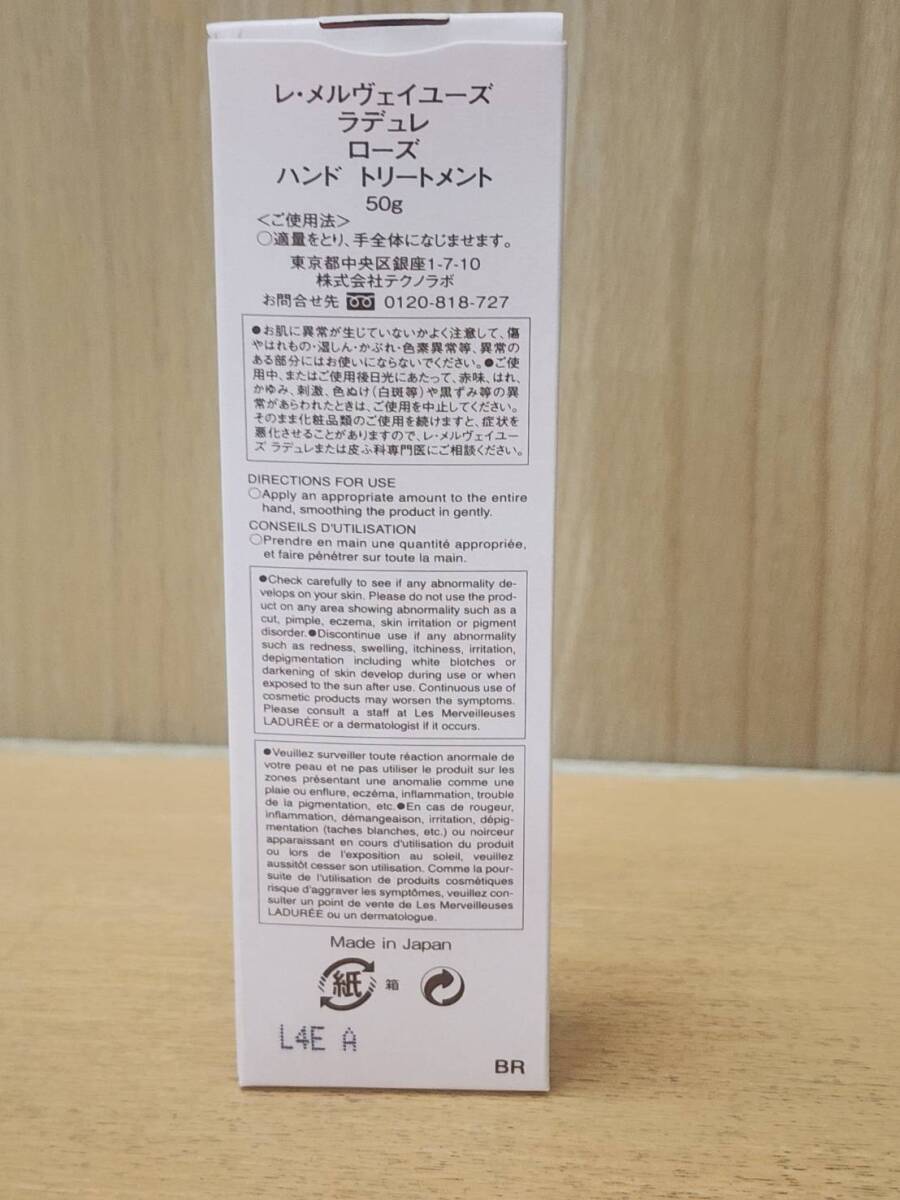 レ・メルヴェイユーズ
ラデュレ
ローズ
ハンド トリートメント
50g
＜ご使用法＞
○適量をとり、手全体になじませます。
東京都中央区銀座1-7-10
株式会社テクノラボ
お問合せ先 0120-818-727
●お肌に異常が生じていないかよく注意して、傷
やはれもの・湿しん・かぶれ・色素異常等、異常の
ある部分にはお使いにならないでください。●ご使
用中、またはご使用後日光にあたって、赤味、はれ、
かゆみ、刺激、色ぬけ(白斑等)や黒ずみ等の異
常があらわれたときは、ご使用を中止してください。
そのまま化粧品類のご使用を続けますと、症状を
悪化させることがありますので、レ・メルヴェイユー
ズ ラデュレまたは皮ふ科専門医にご相談ください。
DIRECTIONS FOR USE
○Apply an appropriate amount to the entire
hand, smoothing the product in gently.
CONSEILS D'UTILISATION
○Prendre en main une quantité appropriée,
et faire pénétrer sur toute la main.
●Check carefully to see if any abnormality de-
velops on your skin. Please do not use the prod-
uct on any area showing abnormality such as a
cut, pimple, eczema, skin irritation or pigment
disorder.●Discontinue use if any abnormality
such as redness, swelling, itchiness, irritation,
depigmentation including white blotches or
darkening of skin develop during use or when
exposed to the sun after use. Continuous use of
cosmetic products may worsen the symptoms.
Please consult a staff at Les Merveilleuses
LADURÉE or a dermatologist if it occurs.
●Veuillez surveiller toute réaction anormale de
votre peau et ne pas utiliser le produit sur les
zones présentant une anomalie comme une
plaie ou enflure, eczéma, inflammation, trouble
de la pigmentation, etc.●En cas de rougeur,
inflammation, démangeaison, irritation, dépig-
mentation (taches blanches, etc.) ou noirceur
apparaissant en cours d'utilisation du produit
ou lors de l'exposition au soleil, veuillez
aussitôt cesser son utilisation. Comme la pour-
suite de l'utilisation de produits cosmétiques
risque d'aggraver les symptômes, veuillez con-
sulter un point de vente de Les Merveilleuses
LADURÉE ou un dermatologue.
Made in Japan
紙 箱
L4E A
BR